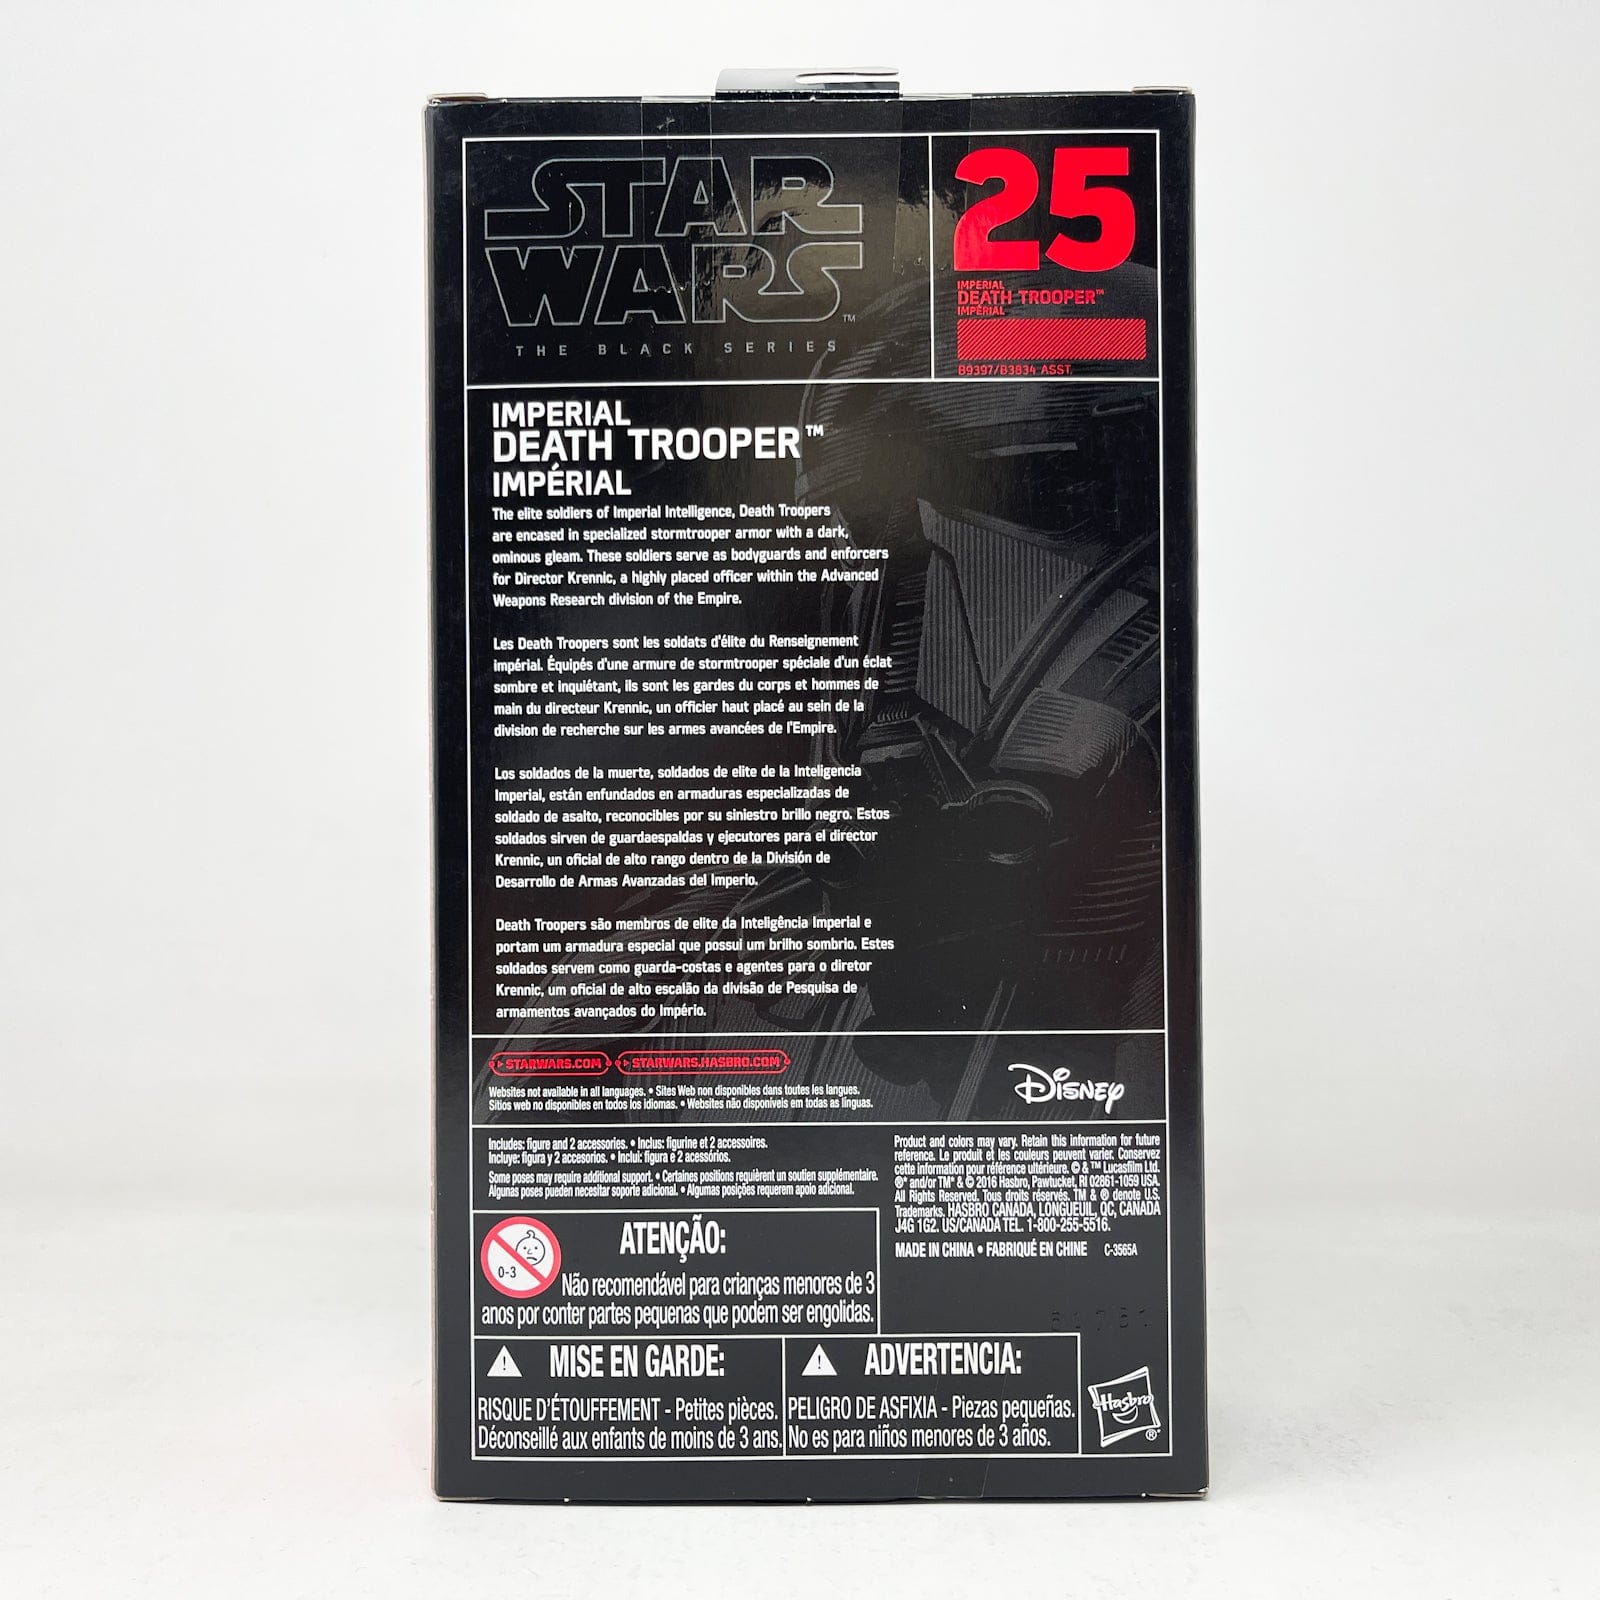 STAR
WARS
™
THE BLACK SERIES
25
IMPERIAL
DEATH TROOPER™
IMPÉRIAL
B9397/B3834 ASST.
IMPERIAL
DEATH TROOPER™
IMPÉRIAL
The elite soldiers of Imperial Intelligence, Death Troopers
are encased in specialized stormtrooper armor with a dark,
ominous gleam. These soldiers serve as bodyguards and enforcers
for Director Krennic, a highly placed officer within the Advanced
Weapons Research division of the Empire.
Les Death Troopers sont les soldats d'élite du Renseignement
impérial. Équipés d'une armure de stormtrooper spéciale d'un éclat
sombre et inquiétant, ils sont les gardes du corps et hommes de
main du directeur Krennic, un officier haut placé au sein de la
division de recherche sur les armes avancées de l'Empire.
Los soldados de la muerte, soldados de elite de la Inteligencia
Imperial, están enfundados en armaduras especializadas de
soldado de asalto, reconocibles por su siniestro brillo negro. Estos
soldados sirven de guardaespaldas y ejecutores para el director
Krennic, un oficial de alto rango dentro de la División de
Desarrollo de Armas Avanzadas del Imperio.
Death Troopers são membros de elite da Inteligência Imperial e
portam um armadura especial que possui um brilho sombrio. Estes
soldados servem como guarda-costas e agentes para o diretor
Krennic, um oficial de alto escalão da divisão de Pesquisa de
armamentos avançados do Império.
STARWARS.COM STARWARS.HASBRO.COM
Websites not available in all languages. • Sites Web non disponibles dans toutes les langues.
Sitios web no disponibles en todos los idiomas. • Websites não disponíveis em todas as línguas.
Disney
Includes: figure and 2 accessories. • Inclus: figurine et 2 accessoires.
Incluye: figura y 2 accesorios. • Inclui: figura e 2 acessórios.
Some poses may require additional support. • Certaines positions requièrent un soutien supplémentaire.
Algunas poses pueden necesitar soporte adicional. • Algumas posições requerem apoio adicional.
Product and colors may vary. Retain this information for future
reference. Le produit et les couleurs peuvent varier. Conservez
cette information pour référence ultérieure. © & ™ Lucasfilm Ltd.
®* and/or TM* & © 2016 Hasbro, Pawtucket, RI 02861-1059 USA.
All Rights Reserved. Tous droits réservés. TM & ® denote U.S.
Trademarks. HASBRO CANADA, LONGUEUIL, QC, CANADA
J4G 1G2. US/CANADA TEL. 1-800-255-5516.
MADE IN CHINA • FABRIQUÉ EN CHINE C-3565A
0-3
ATENÇÃO:
Não recomendável para crianças menores de 3
anos por conter partes pequenas que podem ser engolidas.
MISE EN GARDE:
RISQUE D'ÉTOUFFEMENT - Petites pièces.
Déconseillé aux enfants de moins de 3 ans.
ADVERTENCIA:
PELIGRO DE ASFIXIA - Piezas pequeñas.
No es para niños menores de 3 años.
Hasbro
®*